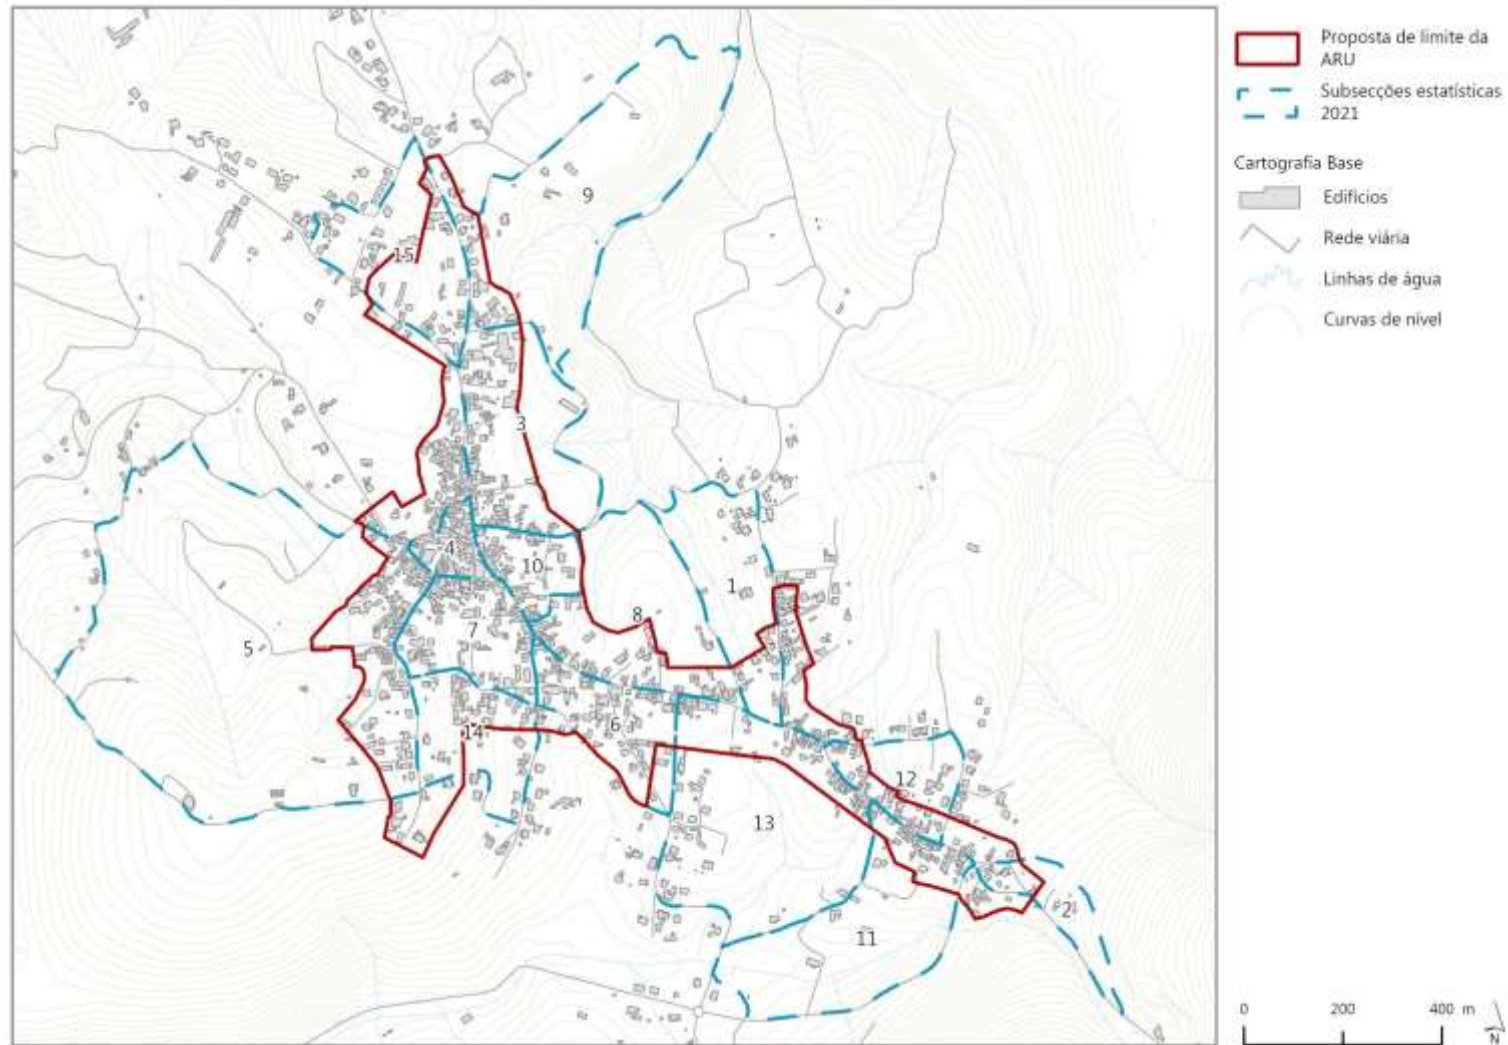 Proposta de limite da
ARU
Subsecções estatísticas
2021
Cartografia Base
Edifícios
Rede viária
Linhas de água
Curvas de nível
9
15
3
4
10
1
8
7
5
6
14
12
13
2
11
0 200 400 m
N